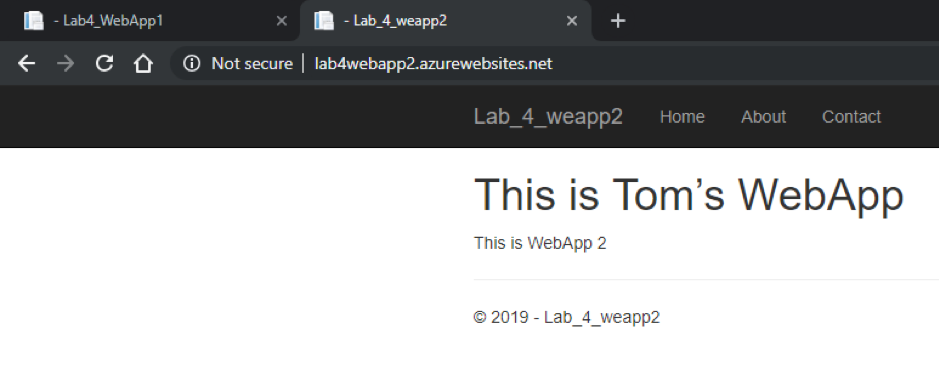 - Lab4_WebApp1
- Lab_4_weapp2
Not secure | lab4webapp2.azurewebsites.net
Lab_4_weapp2 Home About Contact
This is Tom’s WebApp
This is WebApp 2
© 2019 - Lab_4_weapp2